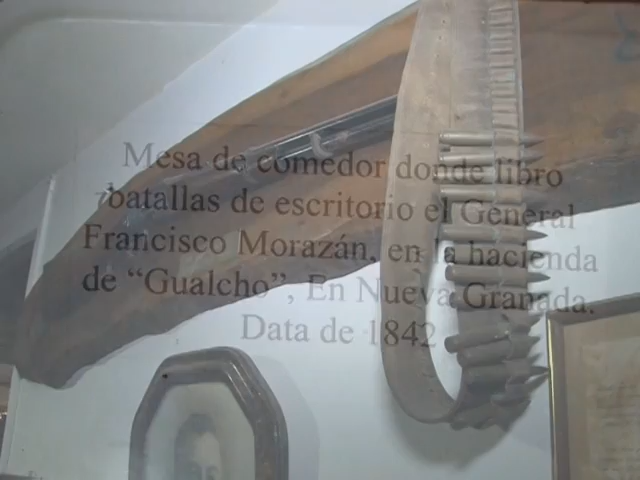 Mesa de comedor donde libro
batallas de escritorio el General
Francisco Morazán, en la hacienda
de “Gualcho”, En Nueva Granada.
Data de 1842